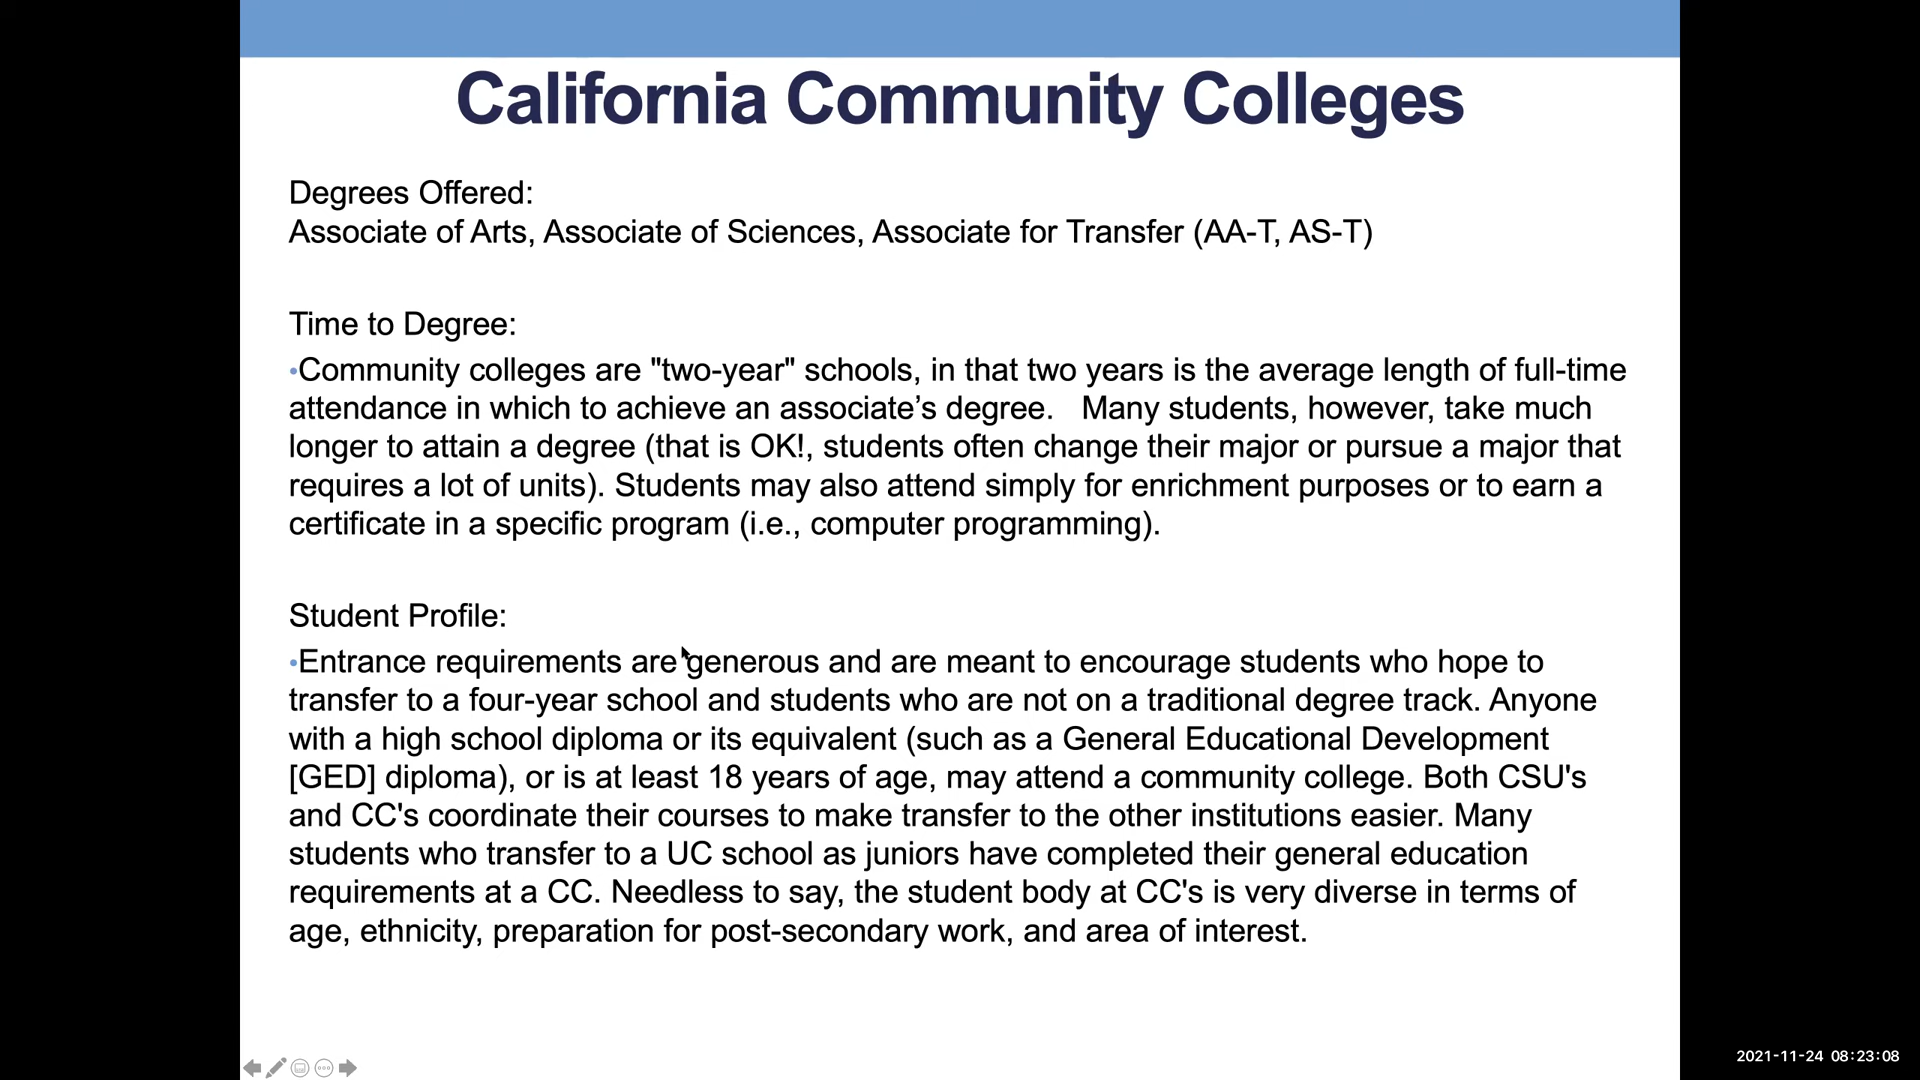 California Community Colleges
Degrees Offered:
Associate of Arts, Associate of Sciences, Associate for Transfer (AA-T, AS-T)
Time to Degree:
•Community colleges are "two-year" schools, in that two years is the average length of full-time
attendance in which to achieve an associate’s degree.   Many students, however, take much
longer to attain a degree (that is OK!, students often change their major or pursue a major that
requires a lot of units). Students may also attend simply for enrichment purposes or to earn a
certificate in a specific program (i.e., computer programming).
Student Profile:
•Entrance requirements are generous and are meant to encourage students who hope to
transfer to a four-year school and students who are not on a traditional degree track. Anyone
with a high school diploma or its equivalent (such as a General Educational Development
[GED] diploma), or is at least 18 years of age, may attend a community college. Both CSU's
and CC's coordinate their courses to make transfer to the other institutions easier. Many
students who transfer to a UC school as juniors have completed their general education
requirements at a CC. Needless to say, the student body at CC's is very diverse in terms of
age, ethnicity, preparation for post-secondary work, and area of interest.
2021-11-24 08:23:08